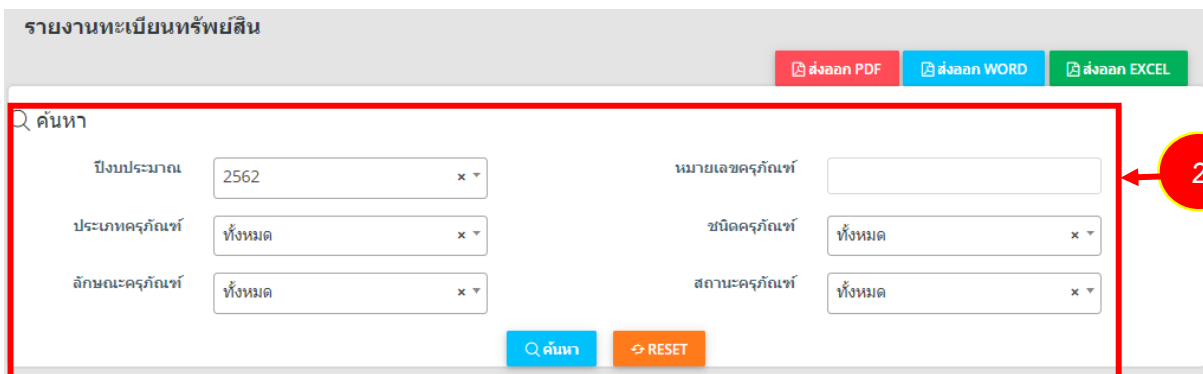 รายงานทะเบียนทรัพย์สิน
ส่งออก PDF ส่งออก WORD ส่งออก EXCEL
ค้นหา
ปีงบประมาณ 2562 × หมายเลขครุภัณฑ์
2
ประเภทครุภัณฑ์ ทั้งหมด × ชนิดครุภัณฑ์ ทั้งหมด ×
ลักษณะครุภัณฑ์ ทั้งหมด × สถานะครุภัณฑ์ ทั้งหมด ×
ค้นหา RESET